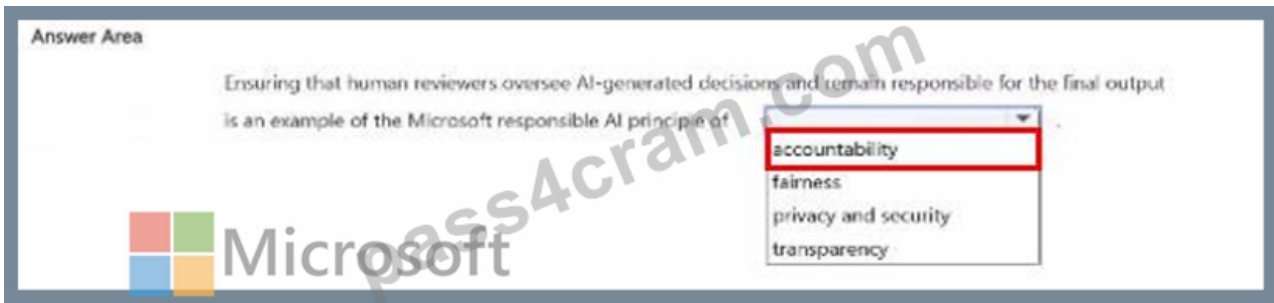 Answer Area
Ensuring that human reviewers oversee AI-generated decisions and remain responsible for the final output
is an example of the Microsoft responsible AI principle of .
accountability
fairness
privacy and security
transparency
Microsoft
pass4cram.com